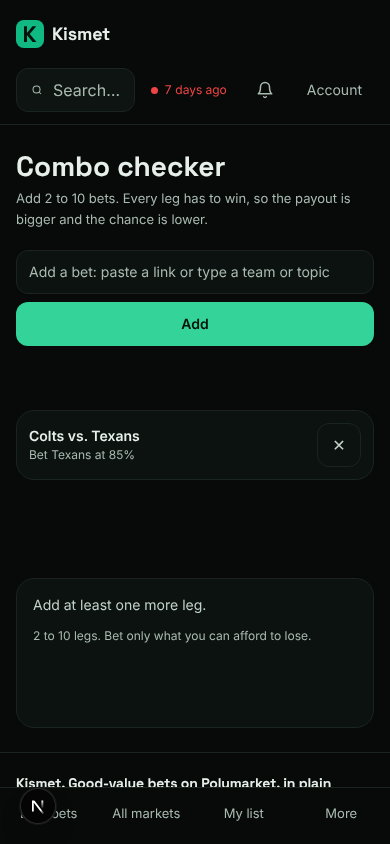 K Kismet
Search... 7 days ago Account
Combo checker
Add 2 to 10 bets. Every leg has to win, so the payout is
bigger and the chance is lower.
Add a bet: paste a link or type a team or topic
Add
Colts vs. Texans
Bet Texans at 85%
Add at least one more leg.
2 to 10 legs. Bet only what you can afford to lose.
Kismet. Good-value bets on Polymarket, in plain
bets All markets My list More